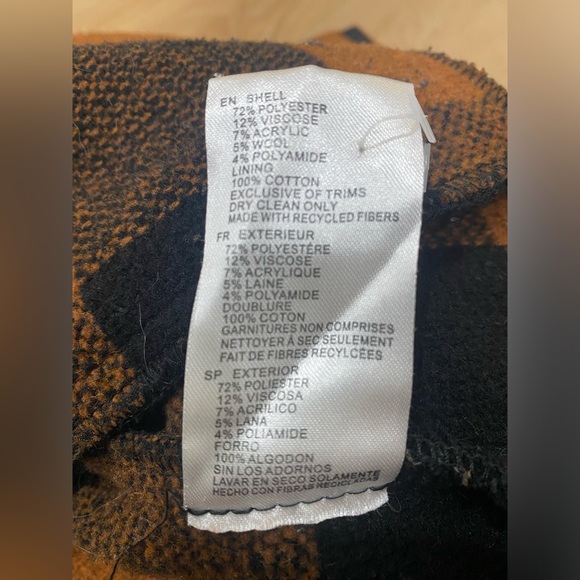 EN SHELL
72% POLYESTER
12% VISCOSE
7% ACRYLIC
5% WOOL
4% POLYAMIDE
LINING
100% COTTON
EXCLUSIVE OF TRIMS
DRY CLEAN ONLY
MADE WITH RECYCLED FIBERS
FR EXTERIEUR
72% POLYESTÈRE
12% VISCOSE
7% ACRYLIQUE
5% LAINE
4% POLYAMIDE
DOUBLURE
100% COTON
GARNITURES NON COMPRISES
NETTOYER À SEC SEULEMENT
FAIT DE FIBRES RECYLCÉES
SP EXTERIOR
72% POLIESTER
12% VISCOSA
7% ACRILICO
5% LANA
4% POLIAMIDE
FORRO
100% ALGODON
SIN LOS ADORNOS
LAVAR EN SECO SOLAMENTE
HECHO CON FIBRAS RECICLADAS